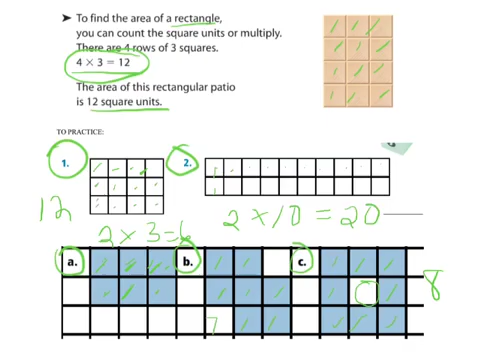 ➤ To find the area of a rectangle,
you can count the square units or multiply.
There are 4 rows of 3 squares.
4 × 3 = 12
The area of this rectangular patio
is 12 square units.
TO PRACTICE:
1.
2.
12
2 × 10 = 20
2 × 3 = 6
a.
b.
c.
8
7